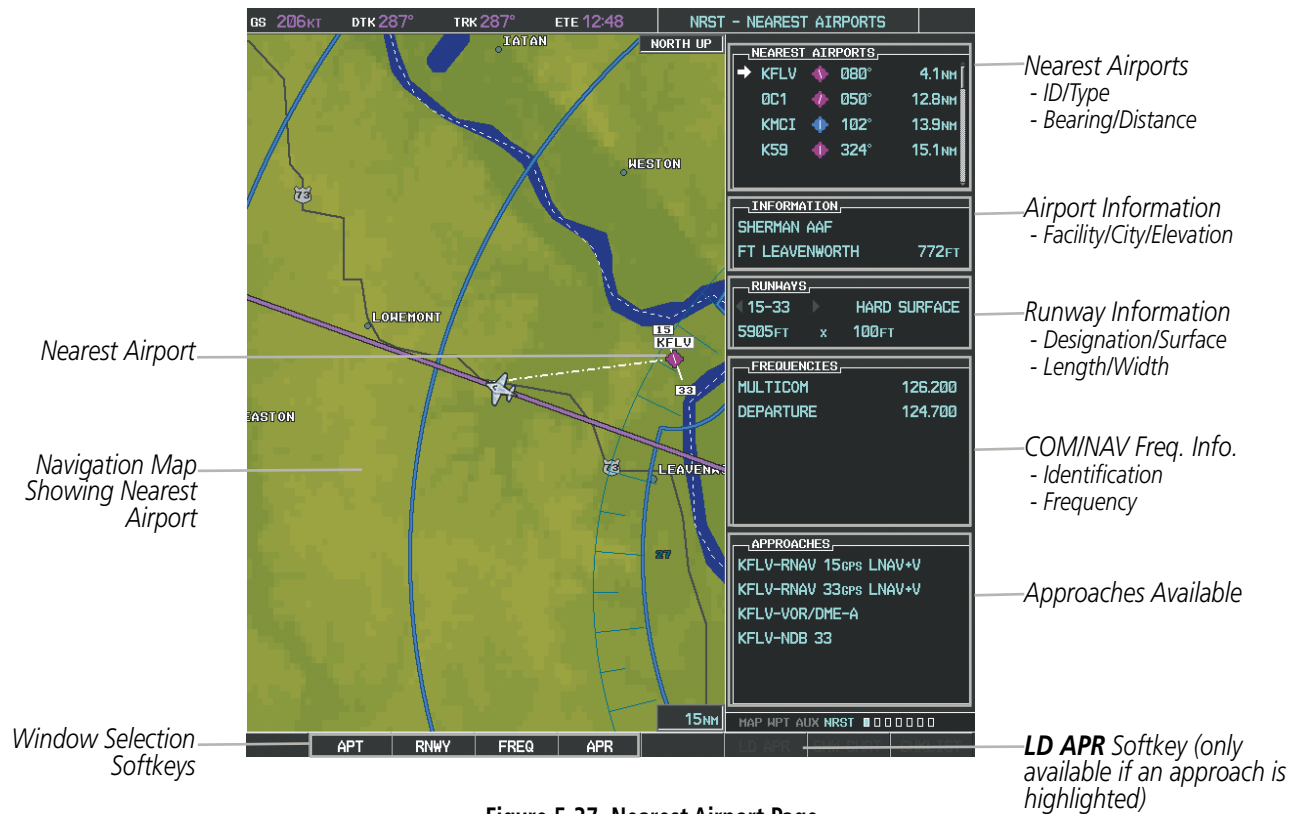 GS 206KT DTK 287° TRK 287° ETE 12:48 NRST - NEAREST AIRPORTS
NORTH UP
IATAN
WESTON
73
LOWEMONT
15
KFLV
33
EASTON
73
LEAVENW
27
15NM
NEAREST AIRPORTS
KFLV 080° 4.1NM
0C1 050° 12.8NM
KMCI 102° 13.9NM
K59 324° 15.1NM
INFORMATION
SHERMAN AAF
FT LEAVENWORTH 772FT
RUNWAYS
15-33 HARD SURFACE
5905FT x 100FT
FREQUENCIES
MULTICOM 126.200
DEPARTURE 124.700
APPROACHES
KFLV-RNAV 15GPS LNAV+V
KFLV-RNAV 33GPS LNAV+V
KFLV-VOR/DME-A
KFLV-NDB 33
MAP WPT AUX NRST
APT RNWY FREQ APR LD APR
Nearest Airport
Navigation Map
Showing Nearest
Airport
Window Selection
Softkeys
Nearest Airports
- ID/Type
- Bearing/Distance
Airport Information
- Facility/City/Elevation
Runway Information
- Designation/Surface
- Length/Width
COM/NAV Freq. Info.
- Identification
- Frequency
Approaches Available
LD APR Softkey (only
available if an approach is
highlighted)